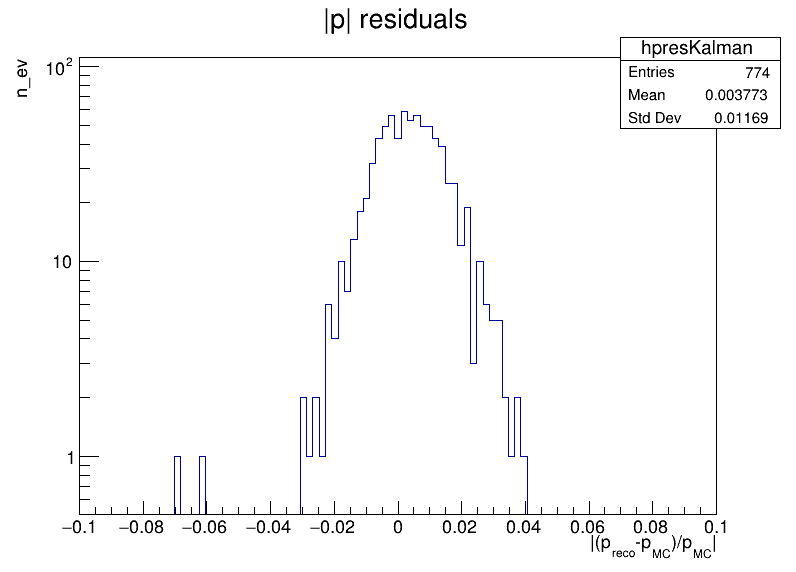 |p| residuals
hpresKalman
Entries 774
Mean 0.003773
Std Dev 0.01169
n_ev
10²
10
1
−0.1 −0.08 −0.06 −0.04 −0.02 0 0.02 0.04 0.06 0.08 0.1
|(p_reco-p_MC)/p_MC|